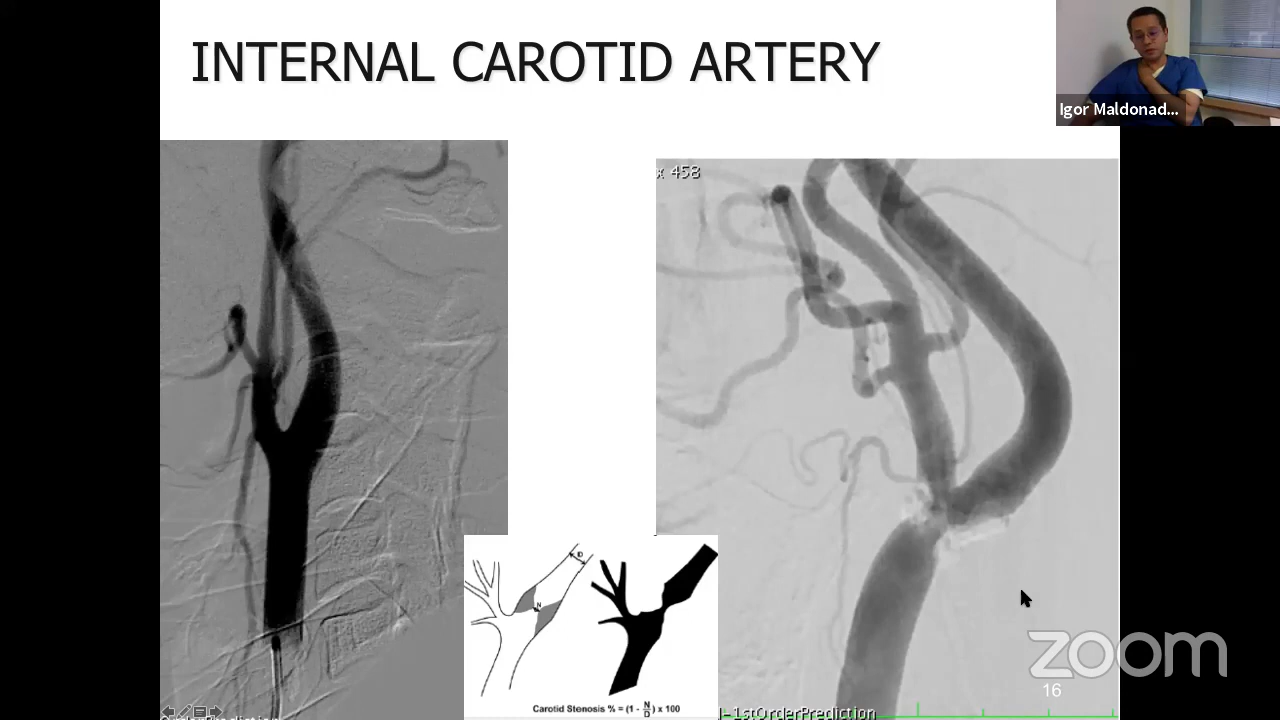 INTERNAL CAROTID ARTERY
Igor Maldonad...
x 458
N
D
Carotid Stenosis % = (1 - N/D) x 100
zoom
16
-1stOrderPrediction